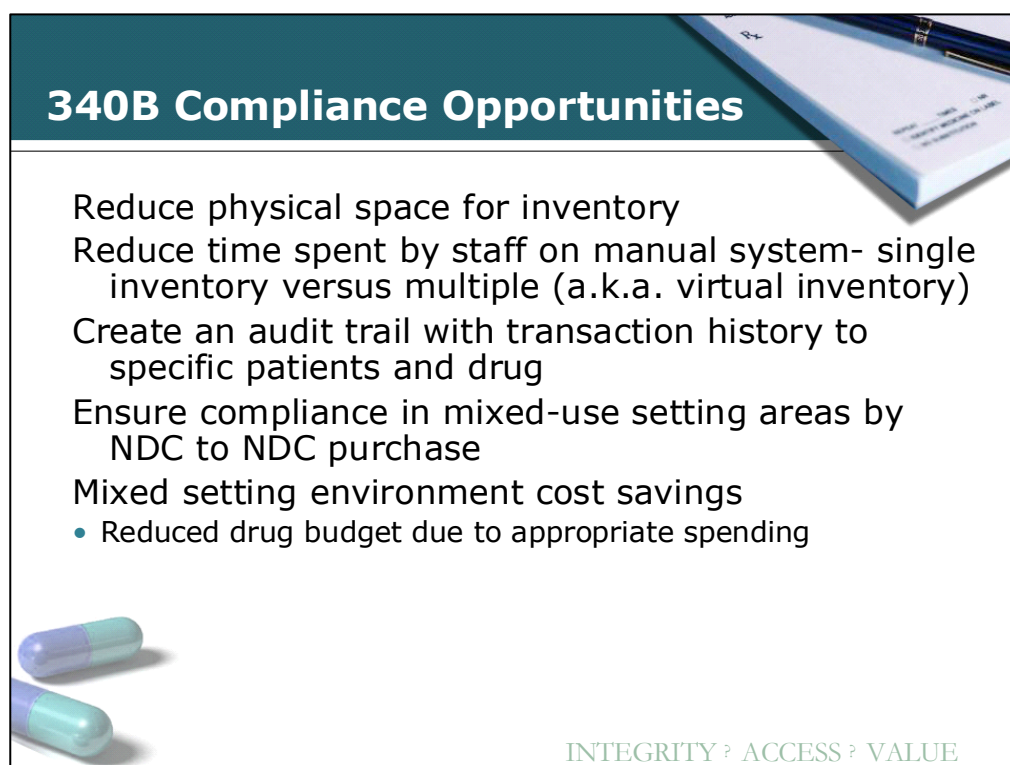 Rx
340B Compliance Opportunities
Reduce physical space for inventory
Reduce time spent by staff on manual system- single
inventory versus multiple (a.k.a. virtual inventory)
Create an audit trail with transaction history to
specific patients and drug
Ensure compliance in mixed-use setting areas by
NDC to NDC purchase
Mixed setting environment cost savings
• Reduced drug budget due to appropriate spending
INTEGRITY ? ACCESS ? VALUE